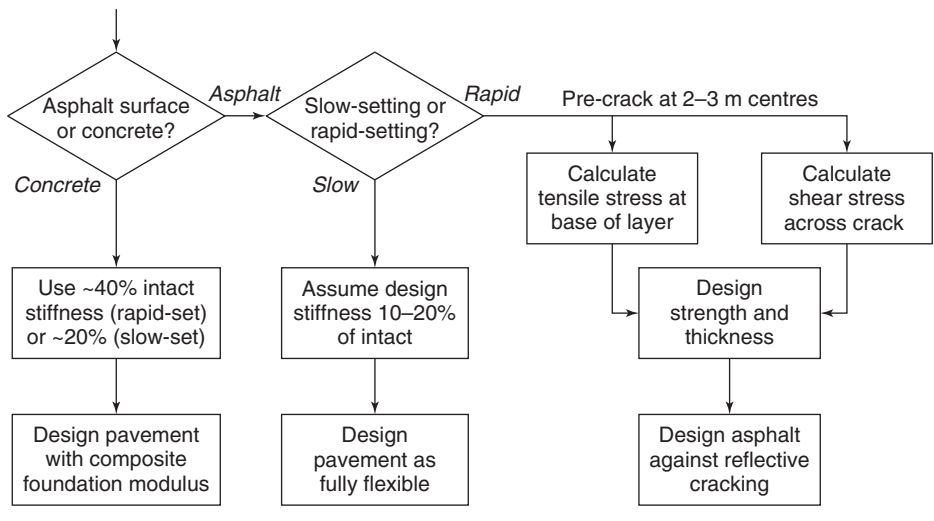 Asphalt surface
or concrete?
Asphalt
Slow-setting or
rapid-setting?
Rapid
Pre-crack at 2–3 m centres
Concrete
Slow
Calculate
tensile stress at
base of layer
Calculate
shear stress
across crack
Use ~40% intact
stiffness (rapid-set)
or ~20% (slow-set)
Assume design
stiffness 10–20%
of intact
Design
strength and
thickness
Design pavement
with composite
foundation modulus
Design
pavement as
fully flexible
Design asphalt
against reflective
cracking